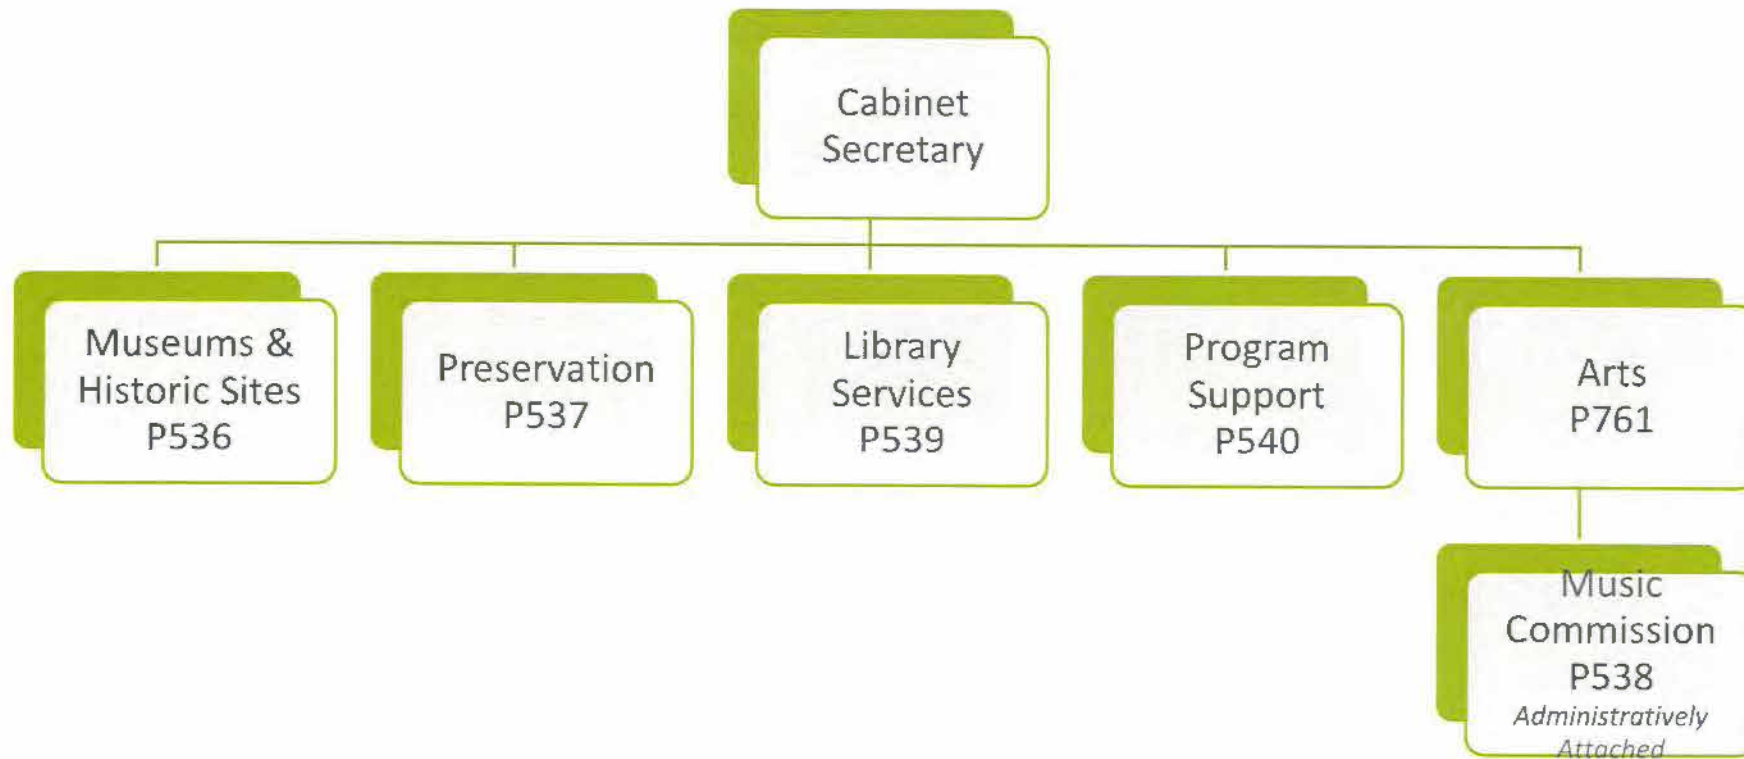 Cabinet
Secretary
Museums &
Historic Sites
P536
Preservation
P537
Library
Services
P539
Program
Support
P540
Arts
P761
Music
Commission
P538
Administratively
Attached